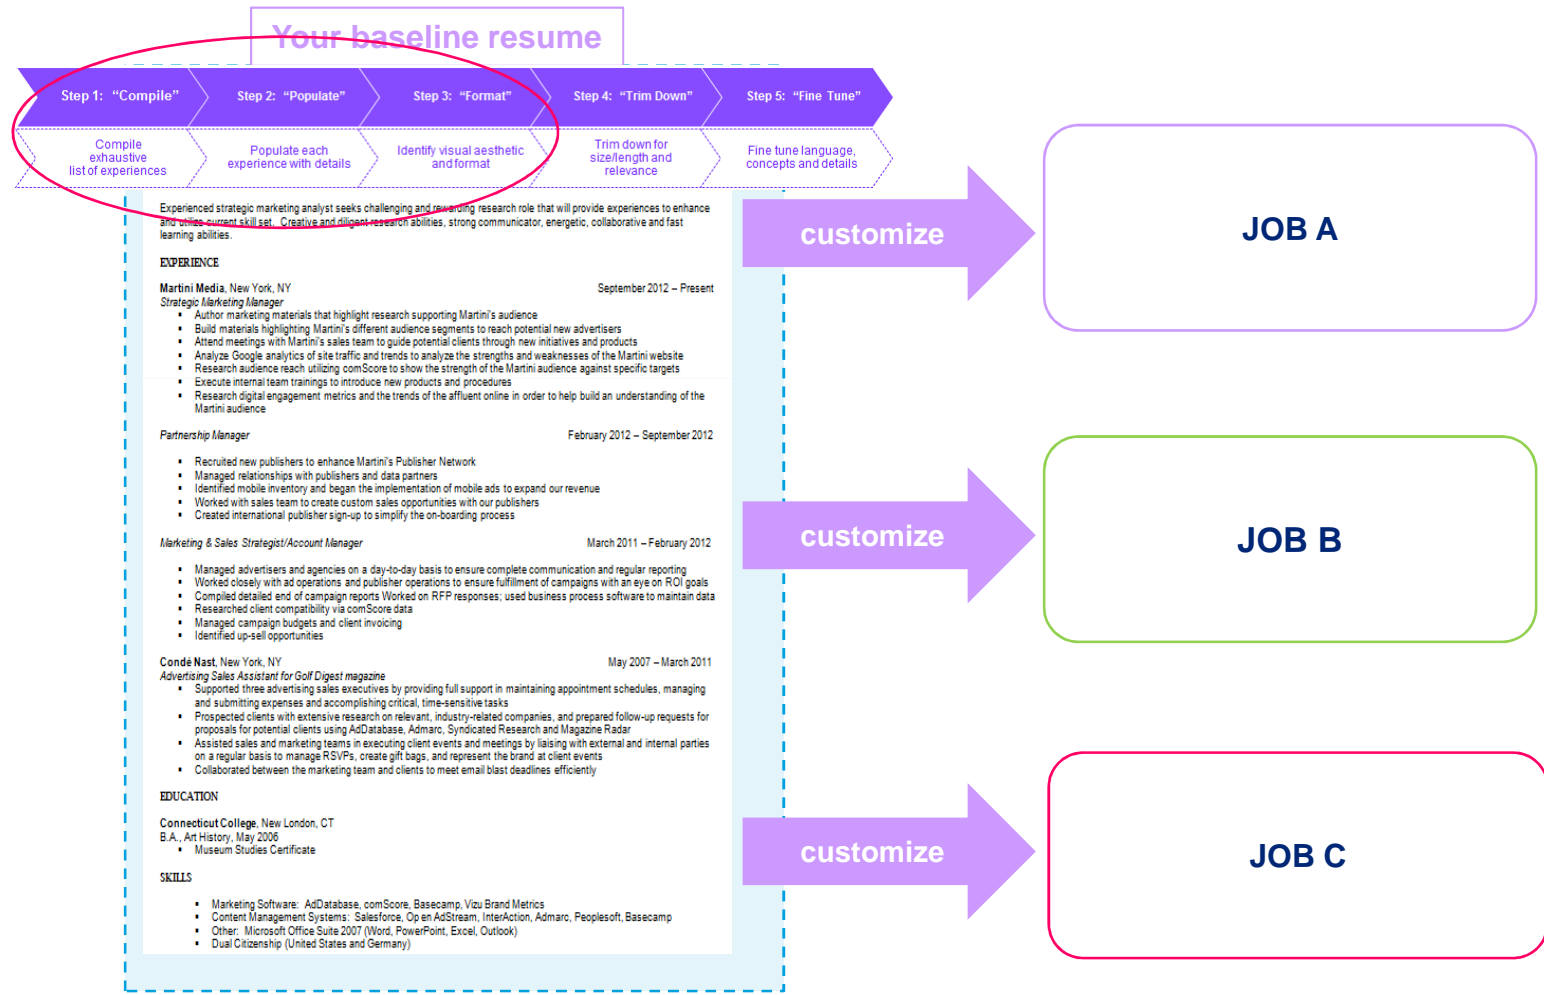 Your baseline resume
Step 1: “Compile”
Step 2: “Populate”
Step 3: “Format”
Step 4: “Trim Down”
Step 5: “Fine Tune”
Compile
exhaustive
list of experiences
Populate each
experience with details
Identify visual aesthetic
and format
Trim down for
size/length and
relevance
Fine tune language,
concepts and details
Experienced strategic marketing analyst seeks challenging and rewarding research role that will provide experiences to enhance
and utilize current skill set. Creative and diligent research abilities, strong communicator, energetic, collaborative and fast
learning abilities.
EXPERIENCE
Martini Media, New York, NY September 2012 – Present
Strategic Marketing Manager
▪ Author marketing materials that highlight research supporting Martini's audience
▪ Build materials highlighting Martini's different audience segments to reach potential new advertisers
▪ Attend meetings with Martini's sales team to guide potential clients through new initiatives and products
▪ Analyze Google analytics of site traffic and trends to analyze the strengths and weaknesses of the Martini website
▪ Research audience reach utilizing comScore to show the strength of the Martini audience against specific targets
▪ Execute internal team trainings to introduce new products and procedures
▪ Research digital engagement metrics and the trends of the affluent online in order to help build an understanding of the
Martini audience
Partnership Manager February 2012 – September 2012
▪ Recruited new publishers to enhance Martini's Publisher Network
▪ Managed relationships with publishers and data partners
▪ Identified mobile inventory and began the implementation of mobile ads to expand our revenue
▪ Worked with sales team to create custom sales opportunities with our publishers
▪ Created international publisher sign-up to simplify the on-boarding process
Marketing & Sales Strategist/Account Manager March 2011 – February 2012
▪ Managed advertisers and agencies on a day-to-day basis to ensure complete communication and regular reporting
▪ Worked closely with ad operations and publisher operations to ensure fulfillment of campaigns with an eye on ROI goals
▪ Compiled detailed end of campaign reports Worked on RFP responses; used business process software to maintain data
▪ Researched client compatibility via comScore data
▪ Managed campaign budgets and client invoicing
▪ Identified up-sell opportunities
Condé Nast, New York, NY May 2007 – March 2011
Advertising Sales Assistant for Golf Digest magazine
▪ Supported three advertising sales executives by providing full support in maintaining appointment schedules, managing
and submitting expenses and accomplishing critical, time-sensitive tasks
▪ Prospected clients with extensive research on relevant, industry-related companies, and prepared follow-up requests for
proposals for potential clients using AdDatabase, Admarc, Syndicated Research and Magazine Radar
▪ Assisted sales and marketing teams in executing client events and meetings by liaising with external and internal parties
on a regular basis to manage RSVPs, create gift bags, and represent the brand at client events
▪ Collaborated between the marketing team and clients to meet email blast deadlines efficiently
EDUCATION
Connecticut College, New London, CT
B.A., Art History, May 2006
▪ Museum Studies Certificate
SKILLS
▪ Marketing Software: AdDatabase, comScore, Basecamp, Vizu Brand Metrics
▪ Content Management Systems: Salesforce, Open AdStream, InterAction, Admarc, Peoplesoft, Basecamp
▪ Other: Microsoft Office Suite 2007 (Word, PowerPoint, Excel, Outlook)
▪ Dual Citizenship (United States and Germany)
customize
JOB A
customize
JOB B
customize
JOB C